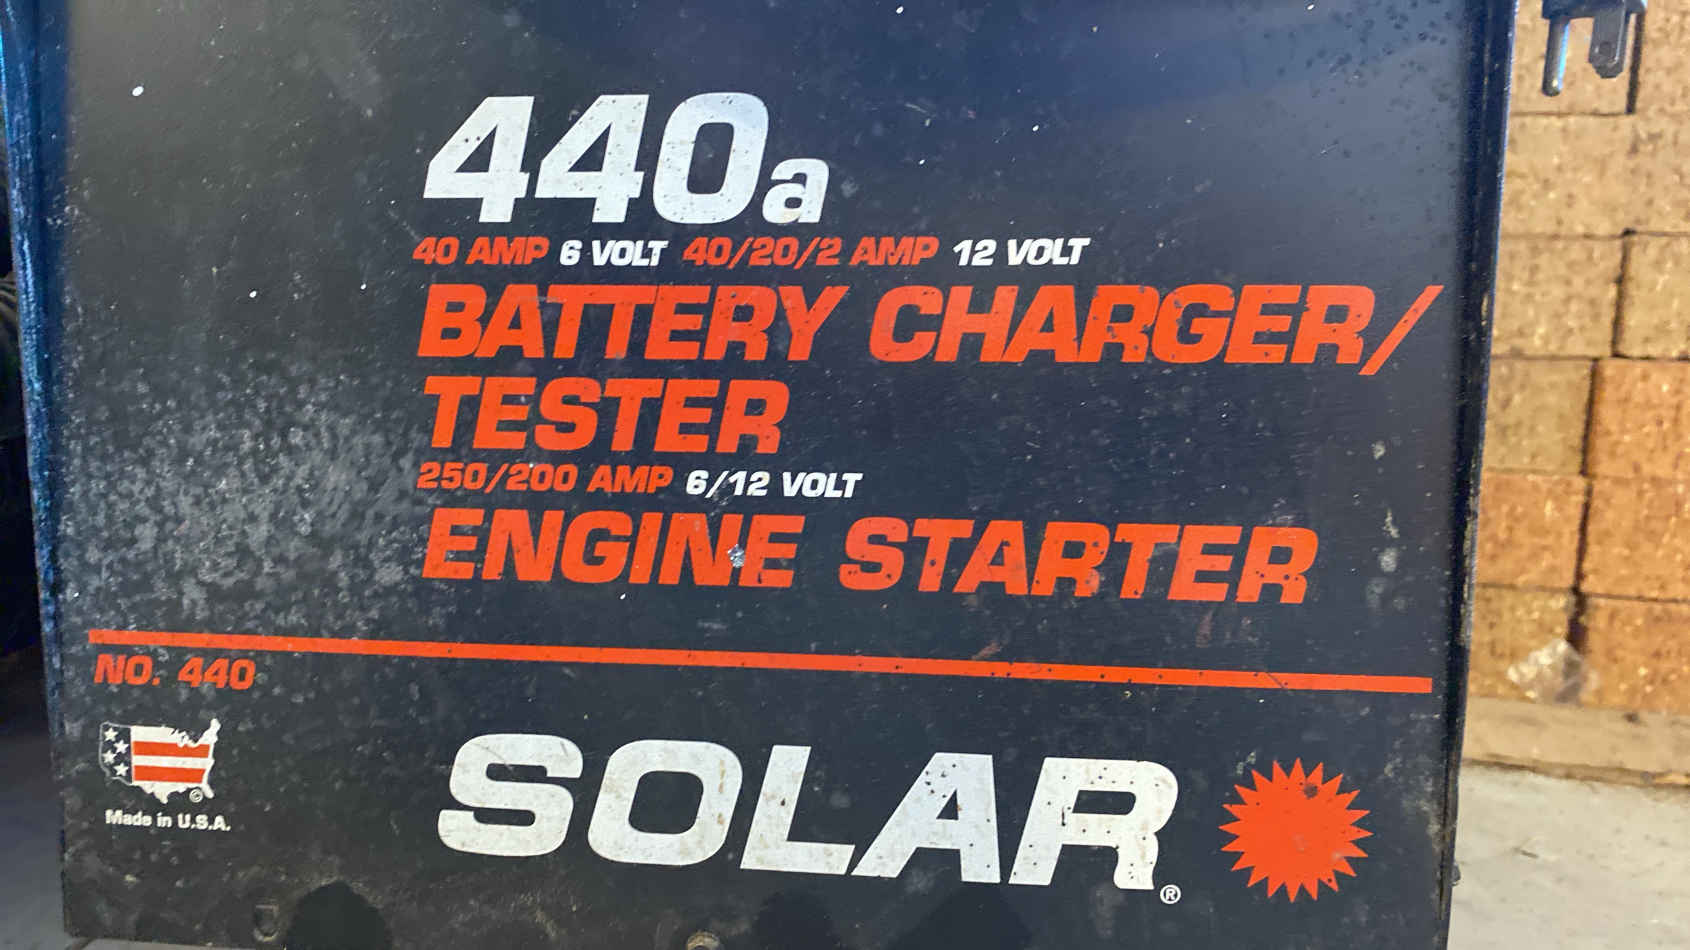 440a
40 AMP 6 VOLT 40/20/2 AMP 12 VOLT
BATTERY CHARGER/
TESTER
250/200 AMP 6/12 VOLT
ENGINE STARTER
NO. 440
©
Made in U.S.A.
SOLAR®